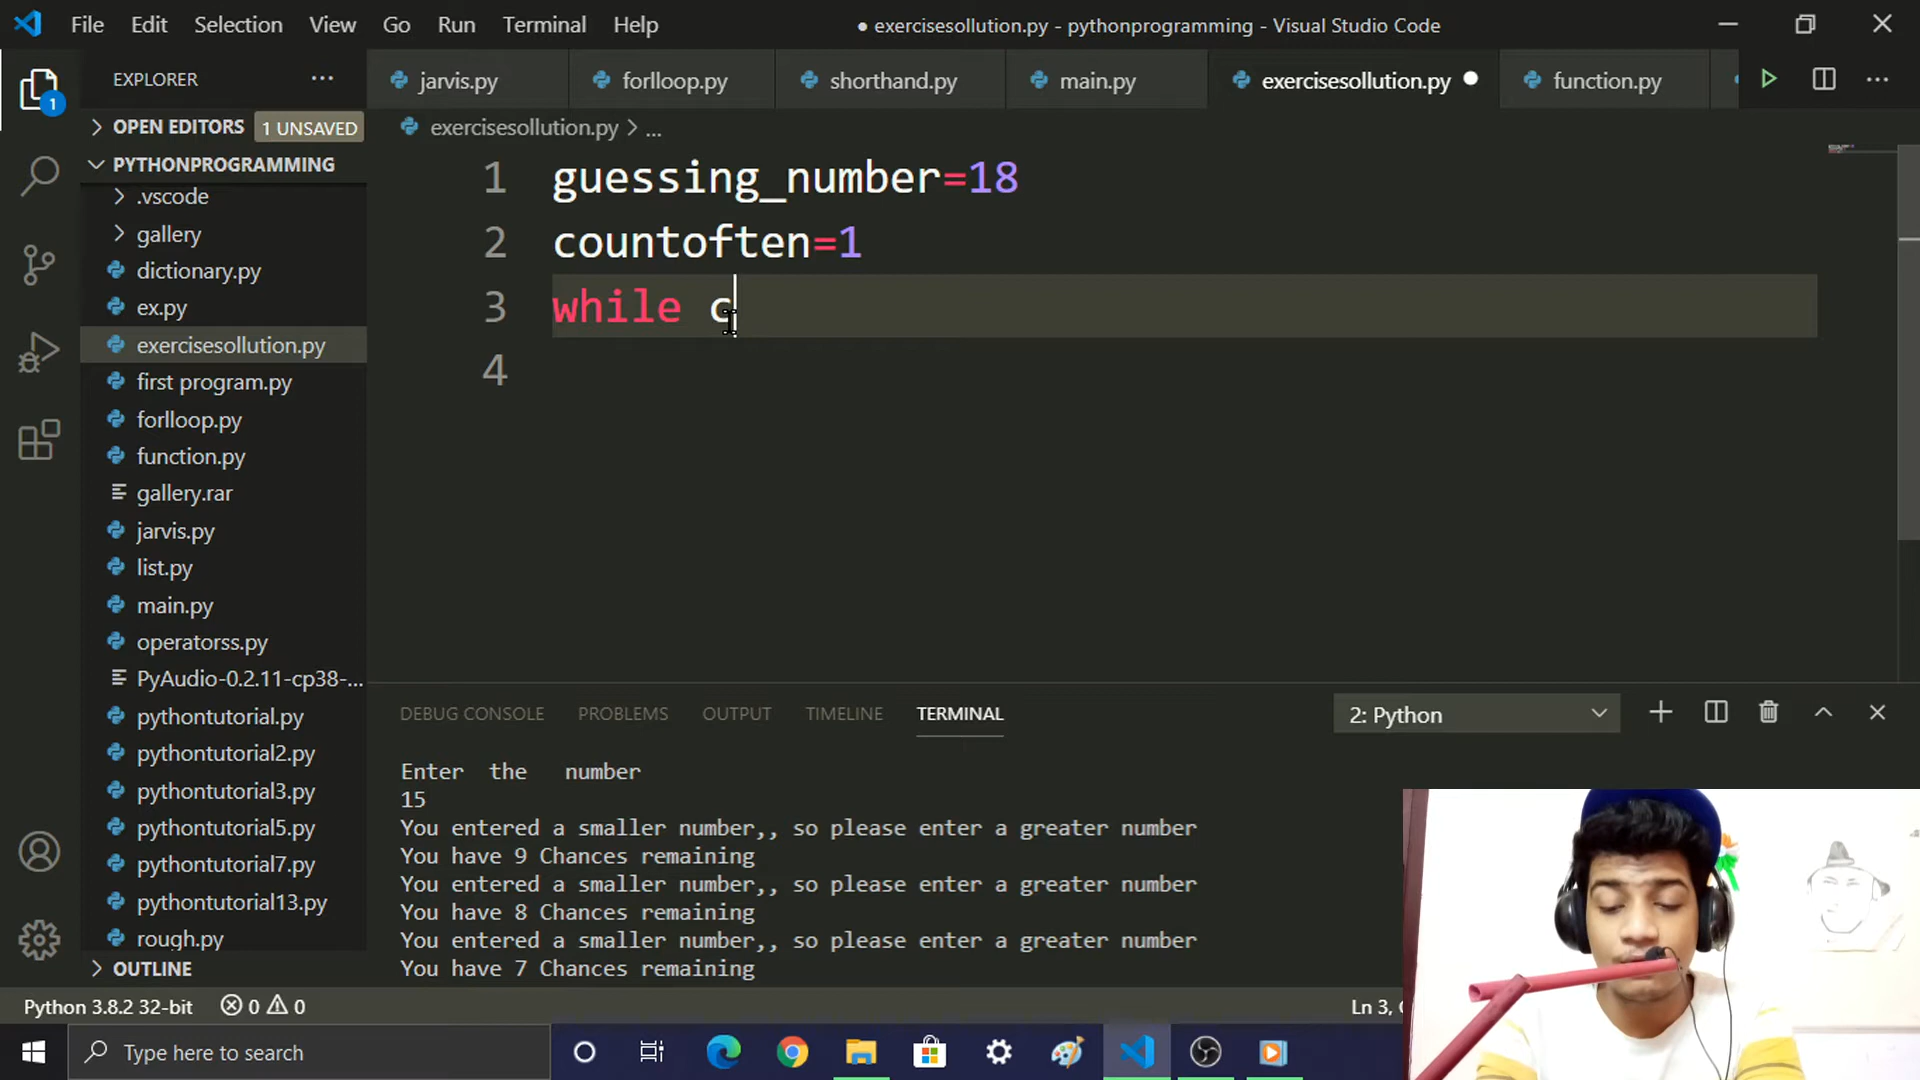 File Edit Selection View Go Run Terminal Help
● exercisesollution.py - pythonprogramming - Visual Studio Code
EXPLORER ...
jarvis.py forlloop.py shorthand.py main.py exercisesollution.py function.py
1
OPEN EDITORS 1 UNSAVED
exercisesollution.py > ...
PYTHONPROGRAMMING
.vscode
gallery
dictionary.py
ex.py
exercisesollution.py
first program.py
forlloop.py
function.py
gallery.rar
jarvis.py
list.py
main.py
operatorss.py
PyAudio-0.2.11-cp38-...
pythontutorial.py
pythontutorial2.py
pythontutorial3.py
pythontutorial5.py
pythontutorial7.py
pythontutorial13.py
rough.py
OUTLINE
1 guessing_number=18
2 countoften=1
3 while c
4
DEBUG CONSOLE PROBLEMS OUTPUT TIMELINE TERMINAL 2: Python
Enter the number
15
You entered a smaller number,, so please enter a greater number
You have 9 Chances remaining
You entered a smaller number,, so please enter a greater number
You have 8 Chances remaining
You entered a smaller number,, so please enter a greater number
You have 7 Chances remaining
Python 3.8.2 32-bit 0 0 Ln 3,
Type here to search